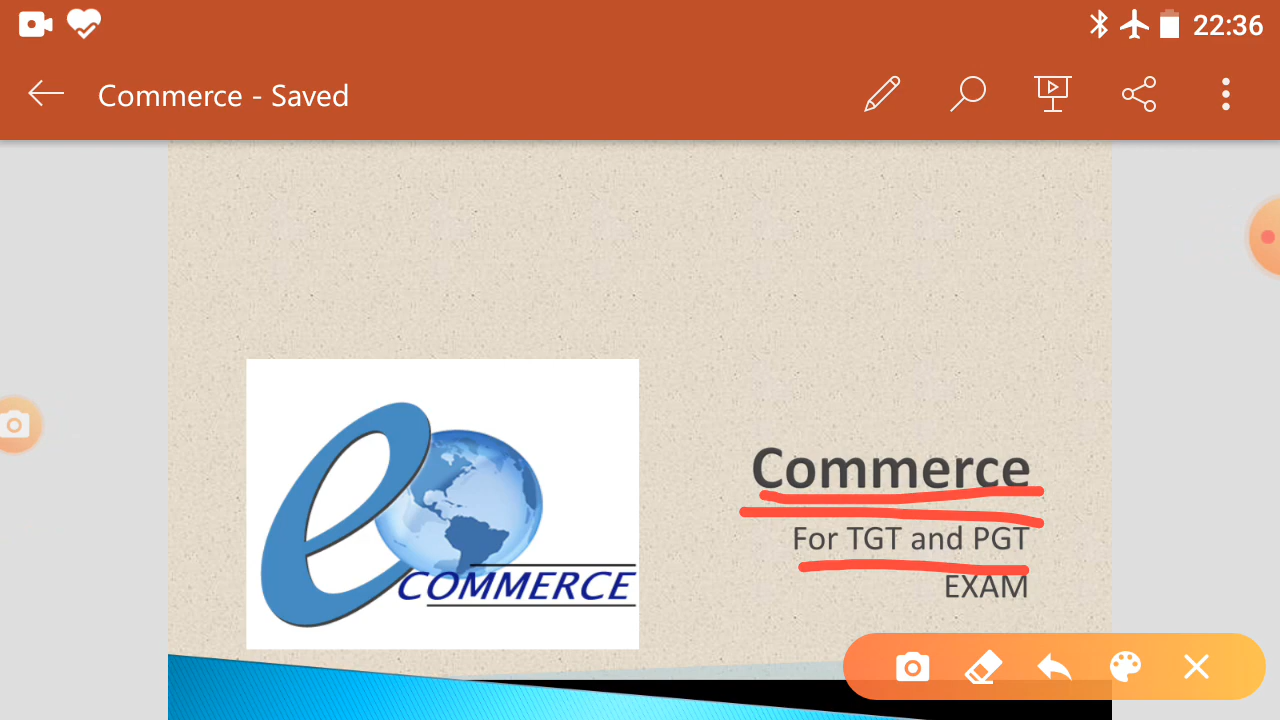 22:36
Commerce - Saved
Commerce
For TGT and PGT
EXAM
e
COMMERCE